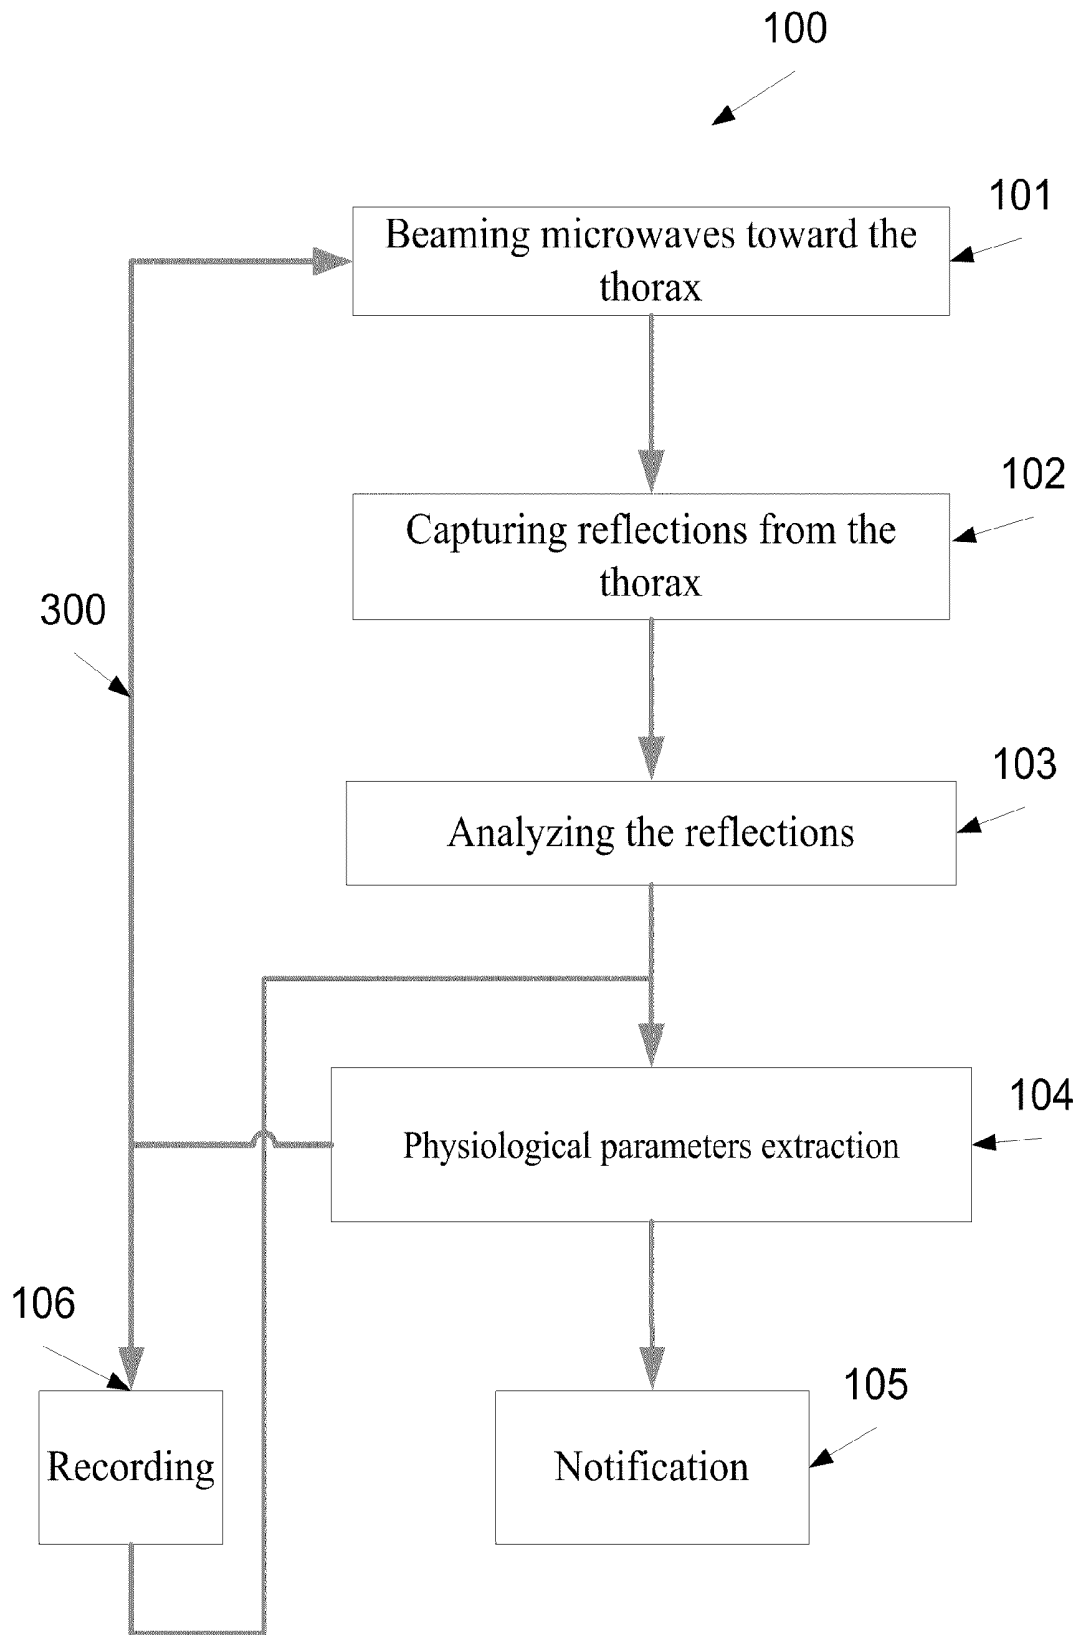 100
101
Beaming microwaves toward the
thorax
102
Capturing reflections from the
thorax
300
103
Analyzing the reflections
104
Physiological parameters extraction
106
105
Recording
Notification